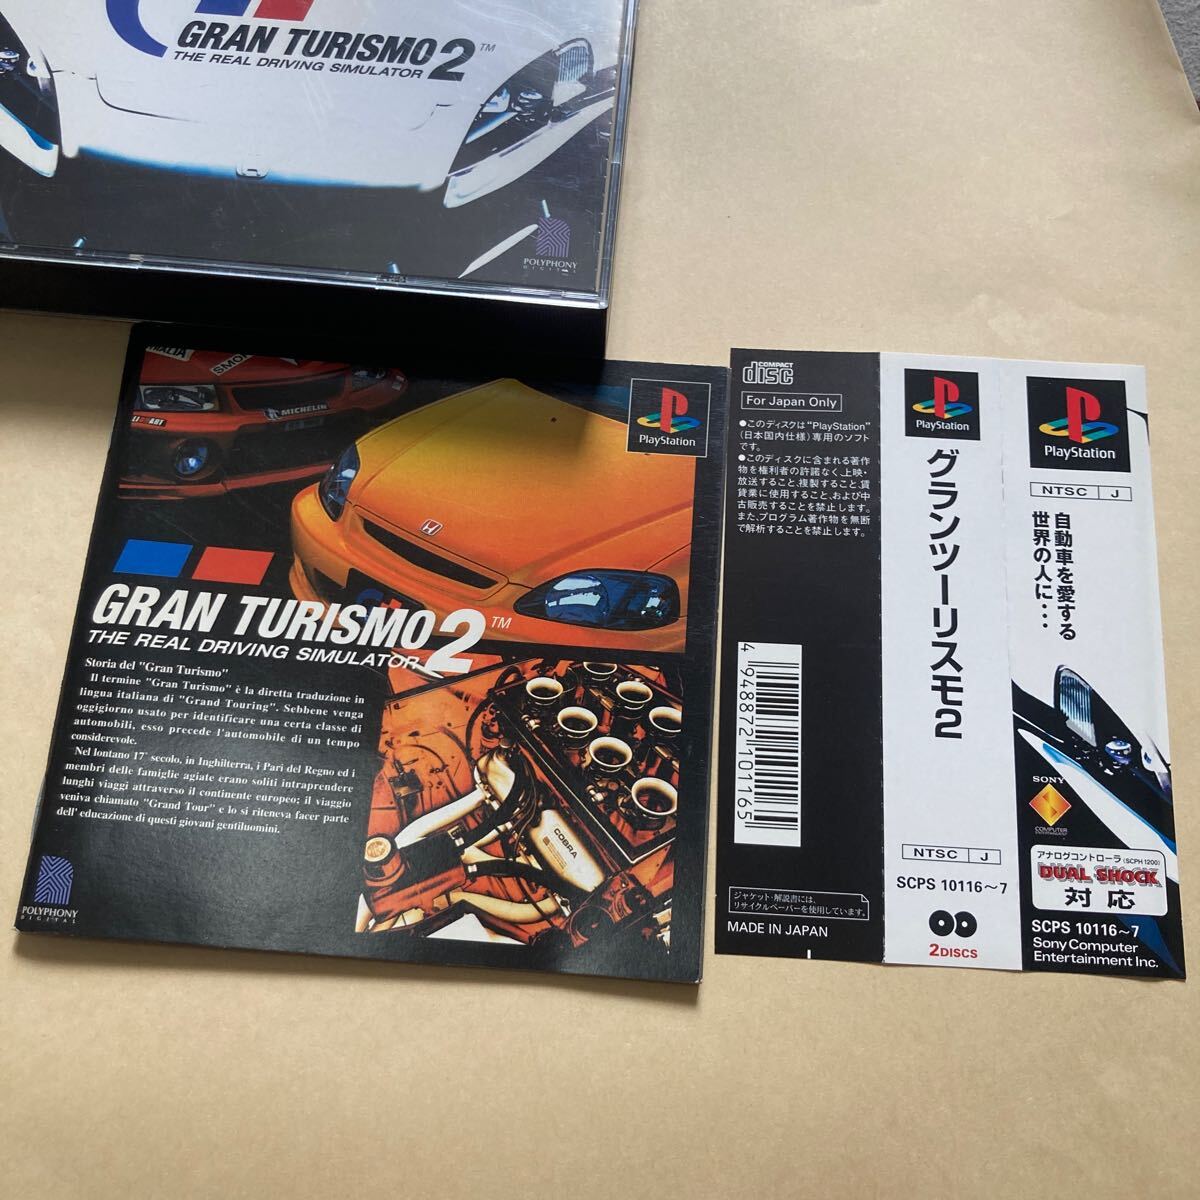 GRAN TURISMO 2™
THE REAL DRIVING SIMULATOR
POLYPHONY
DIGITAL
SMOK
MICHELIN
PlayStation
GRAN TURISMO 2™
THE REAL DRIVING SIMULATOR
Storia del "Gran Turismo"
Il termine "Gran Turismo" è la diretta traduzione in
lingua italiana di "Grand Touring". Sebbene venga
oggigiorno usato per identificare una certa classe di
automobili, esso precede l'automobile di un tempo
considerevole.
Nel lontano 17° secolo, in Inghilterra, i Pari del Regno ed i
membri delle famiglie agiate erano soliti intraprendere
lunghi viaggi attraverso il continente europeo; il viaggio
veniva chiamato "Grand Tour" e lo si riteneva facer parte
dell' educazione di questi giovani gentiluomini.
COBRA
POLYPHONY
DIGITAL
COMPACT
disc
For Japan Only
●このディスクは"PlayStation"
(日本国内仕様)専用のソフト
です。
●このディスクに含まれる著作
物を権利者の許諾なく、上映・
放送すること、複製すること、賃
貸業に使用すること、および中
古販売することを禁止します。
また、プログラム著作物を無断
で解析することを禁止します。
4948872101165
ジャケット・解説書には、
リサイクルペーパーを使用しています。
MADE IN JAPAN
PlayStation
グランツーリスモ2
NTSC J
SCPS 10116~7
2DISCS
PlayStation
NTSC J
自動車を愛する
世界の人に・・・
SONY
COMPUTER
ENTERTAINMENT
アナログコントローラ(SCPH 1200)
DUAL SHOCK
対応
SCPS 10116~7
Sony Computer
Entertainment Inc.